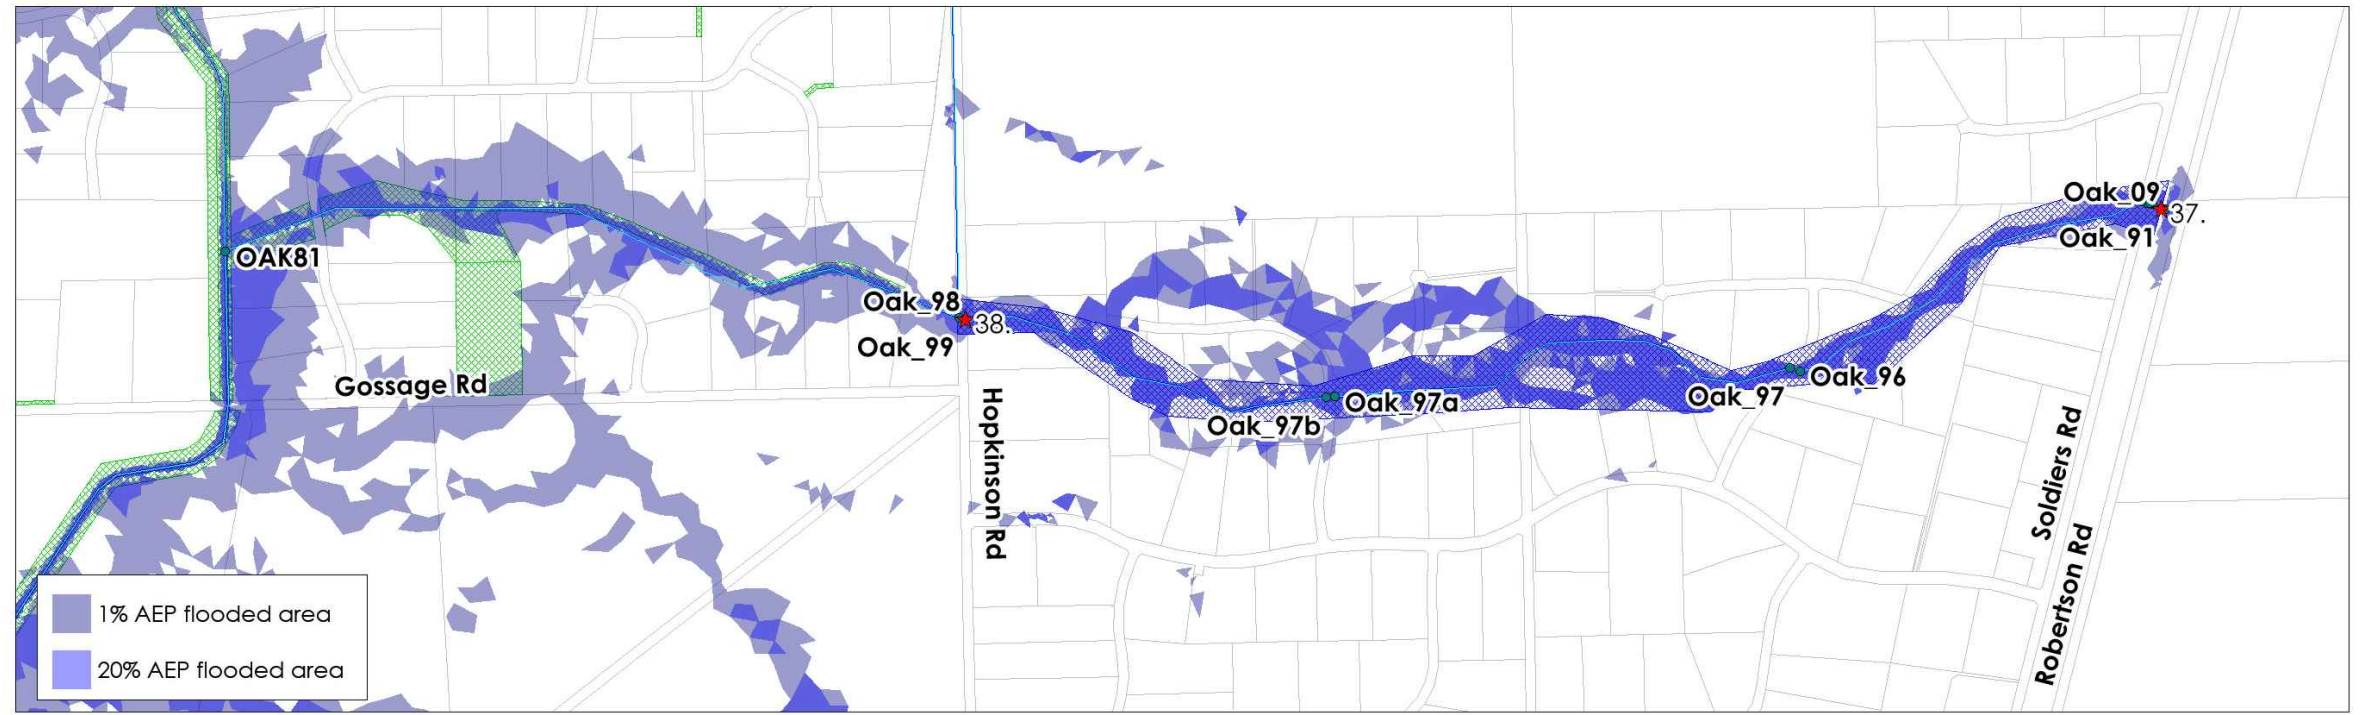 Oak_09
37.
Oak_91
OAK81
Oak_98
38.
Oak_99
Gossage Rd
Hopkinson Rd
Oak_96
Oak_97
Oak_97a
Oak_97b
Soldiers Rd
Robertson Rd
1% AEP flooded area
20% AEP flooded area